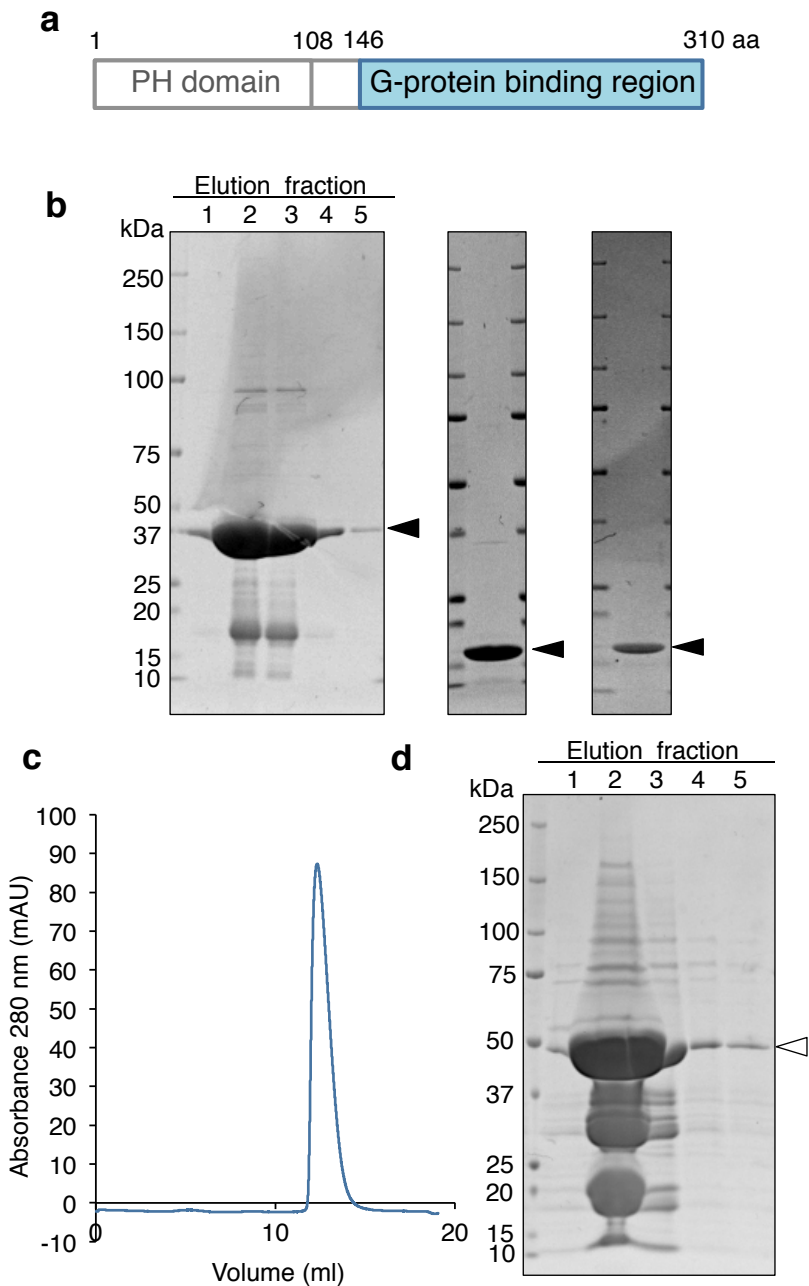 a
1 108 146 310 aa
PH domain G-protein binding region
b
Elution fraction
1 2 3 4 5
kDa
250
150
100
75
50
37
25
20
15
10
c
100
90
80
70
60
50
40
30
20
10
0
-10
0 10 20
Absorbance 280 nm (mAU)
Volume (ml)
d
Elution fraction
1 2 3 4 5
kDa
250
150
100
75
50
37
25
20
15
10